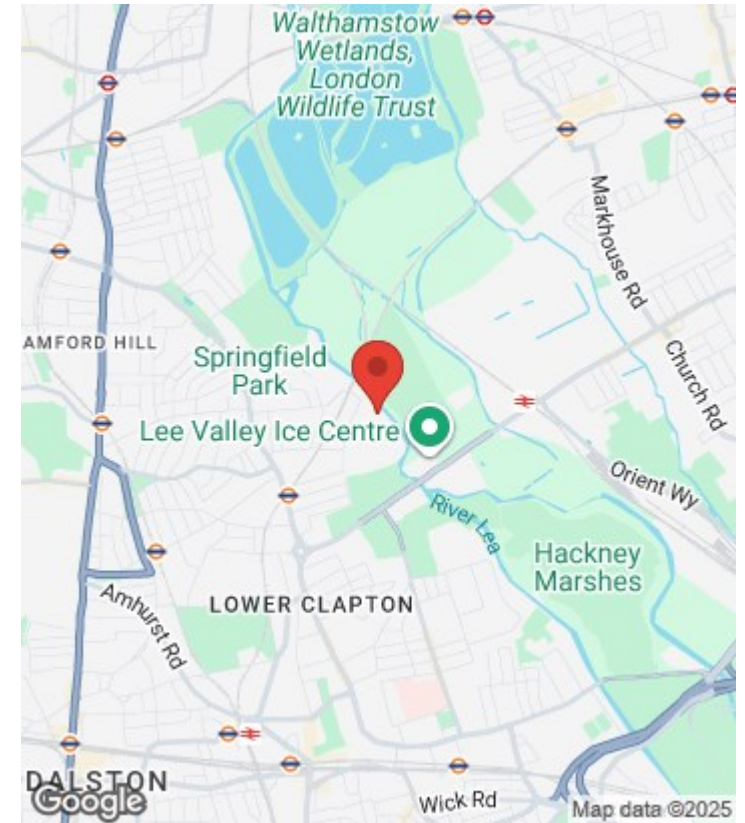 Walthamstow
Wetlands,
London
Wildlife Trust
Markhouse Rd
AMFORD HILL
Springfield
Park
Church Rd
Lee Valley Ice Centre
Orient Wy
River Lea
Hackney
Marshes
Amhurst Rd
LOWER CLAPTON
DALSTON
Google
Wick Rd
Map data ©2025